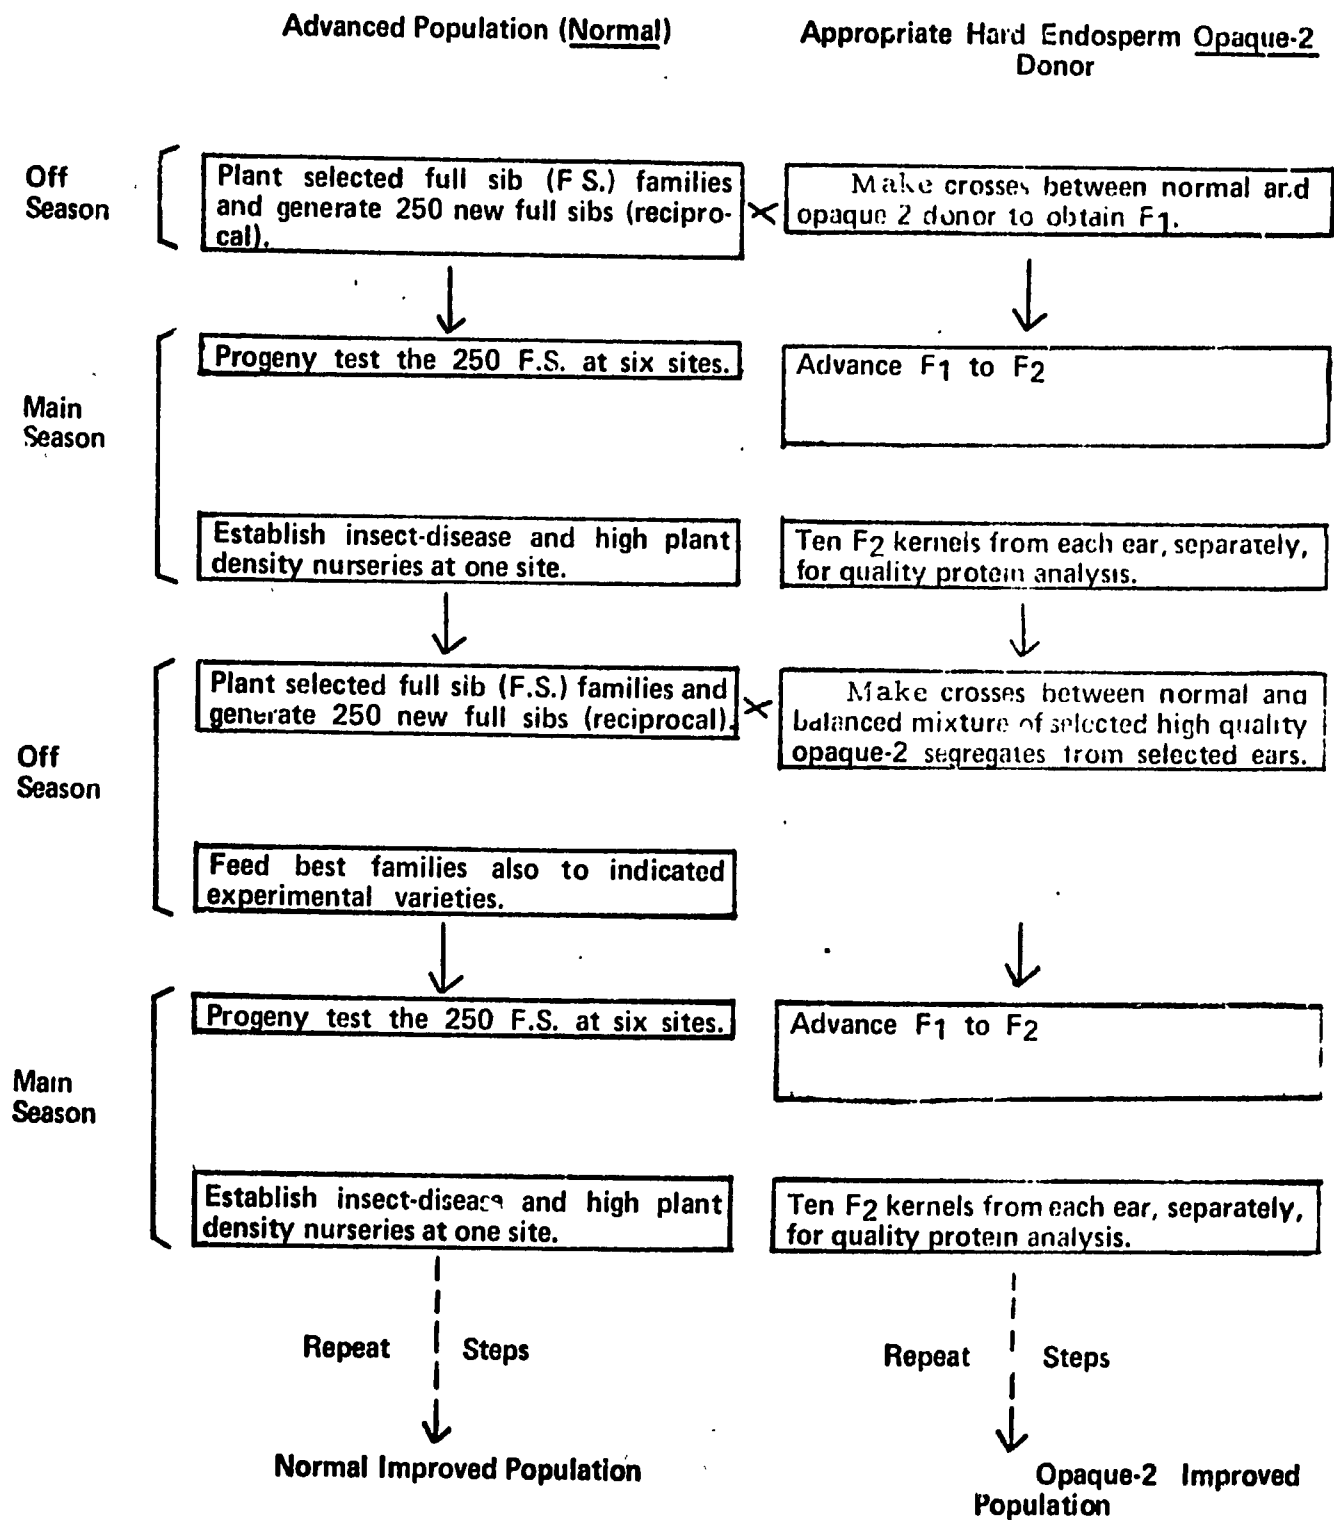 Advanced Population (Normal)
Appropriate Hard Endosperm Opaque-2
Donor
Off
Season
Plant selected full sib (F S.) families
and generate 250 new full sibs (recipro-
cal).
Make crosses between normal and
opaque 2 donor to obtain F1.
Main
Season
Progeny test the 250 F.S. at six sites.
Advance F1 to F2
Establish insect-disease and high plant
density nurseries at one site.
Ten F2 kernels from each ear, separately,
for quality protein analysis.
Off
Season
Plant selected full sib (F.S.) families and
generate 250 new full sibs (reciprocal).
Make crosses between normal and
balanced mixture of selected high quality
opaque-2 segregates from selected ears.
Feed best families also to indicated
experimental varieties.
Main
Season
Progeny test the 250 F.S. at six sites.
Advance F1 to F2
Establish insect-disease and high plant
density nurseries at one site.
Ten F2 kernels from each ear, separately,
for quality protein analysis.
Repeat Steps
Repeat Steps
Normal Improved Population
Opaque-2 Improved
Population